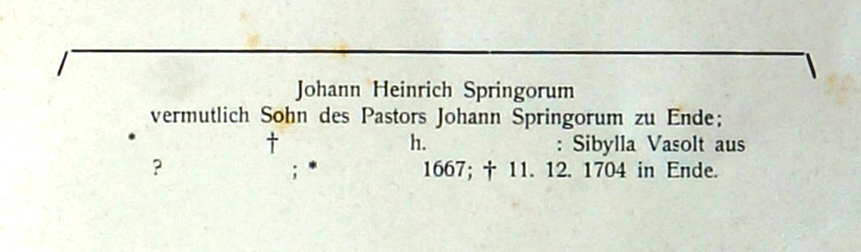 Johann Heinrich Springorum
vermutlich Sohn des Pastors Johann Springorum zu Ende;
* † h. : Sibylla Vasolt aus
? ; * 1667; † 11. 12. 1704 in Ende.